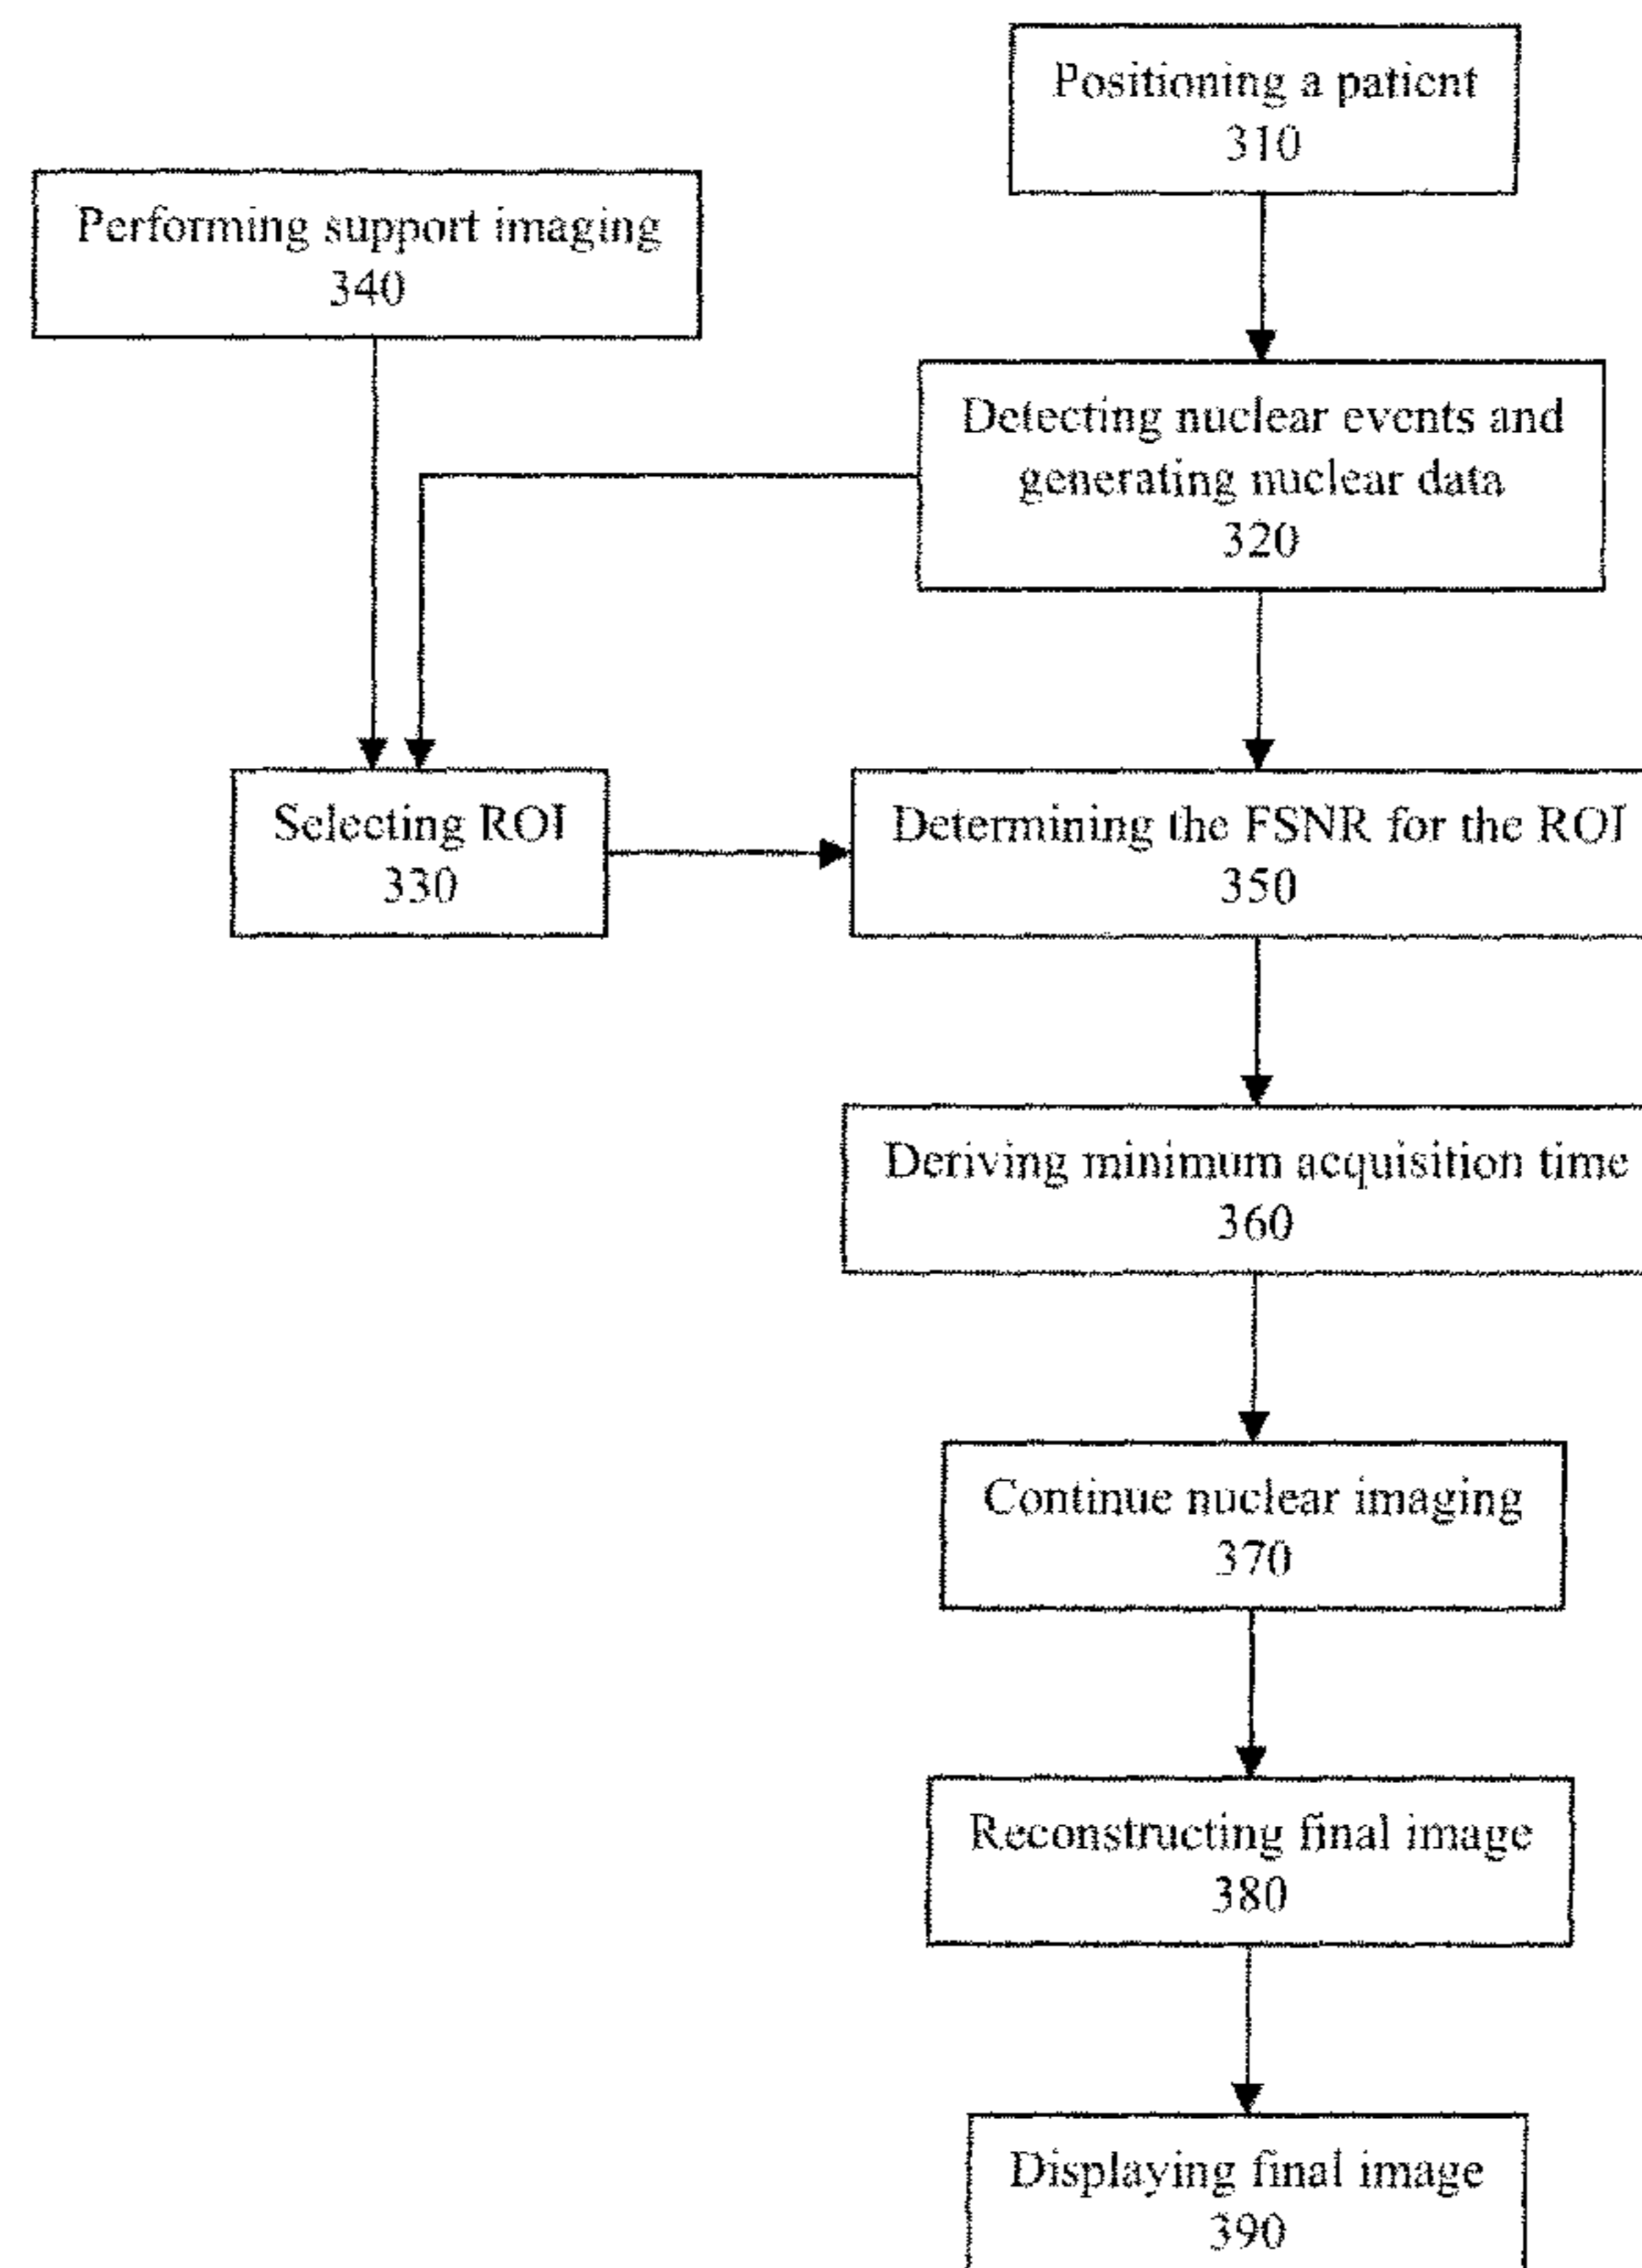 Positioning a patient
310
Performing support imaging
340
Detecting nuclear events and
generating nuclear data
320
Selecting ROI
330
Determining the FSNR for the ROI
350
Deriving minimum acquisition time
360
Continue nuclear imaging
370
Reconstructing final image
380
Displaying final image
390